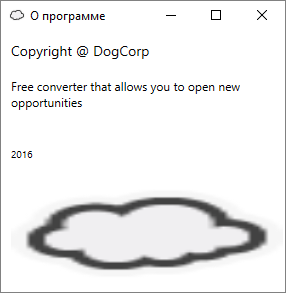 О программе
Copyright @ DogCorp
Free converter that allows you to open new
opportunities
2016